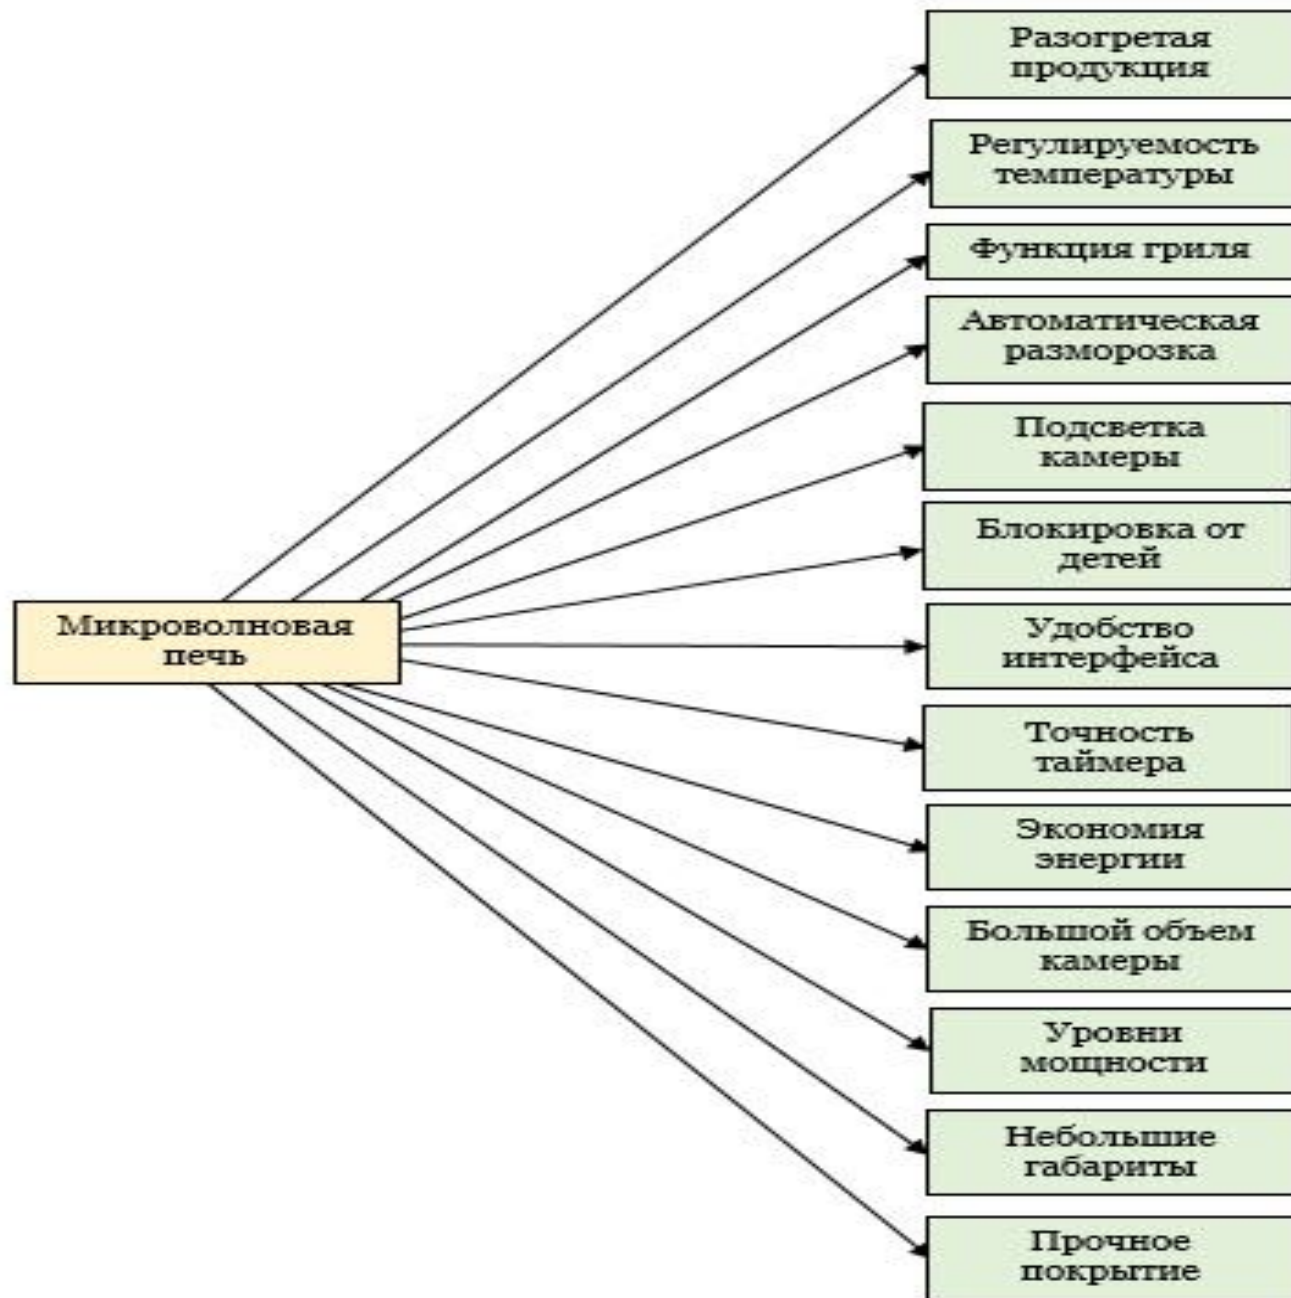 Разогретая
продукция
Регулируемость
температуры
Функция гриля
Автоматическая
разморозка
Подсветка
камеры
Блокировка от
детей
Микроволновая
печь
Удобство
интерфейса
Точность
таймера
Экономия
энергии
Большой объем
камеры
Уровни
мощности
Небольшие
габариты
Прочное
покрытие